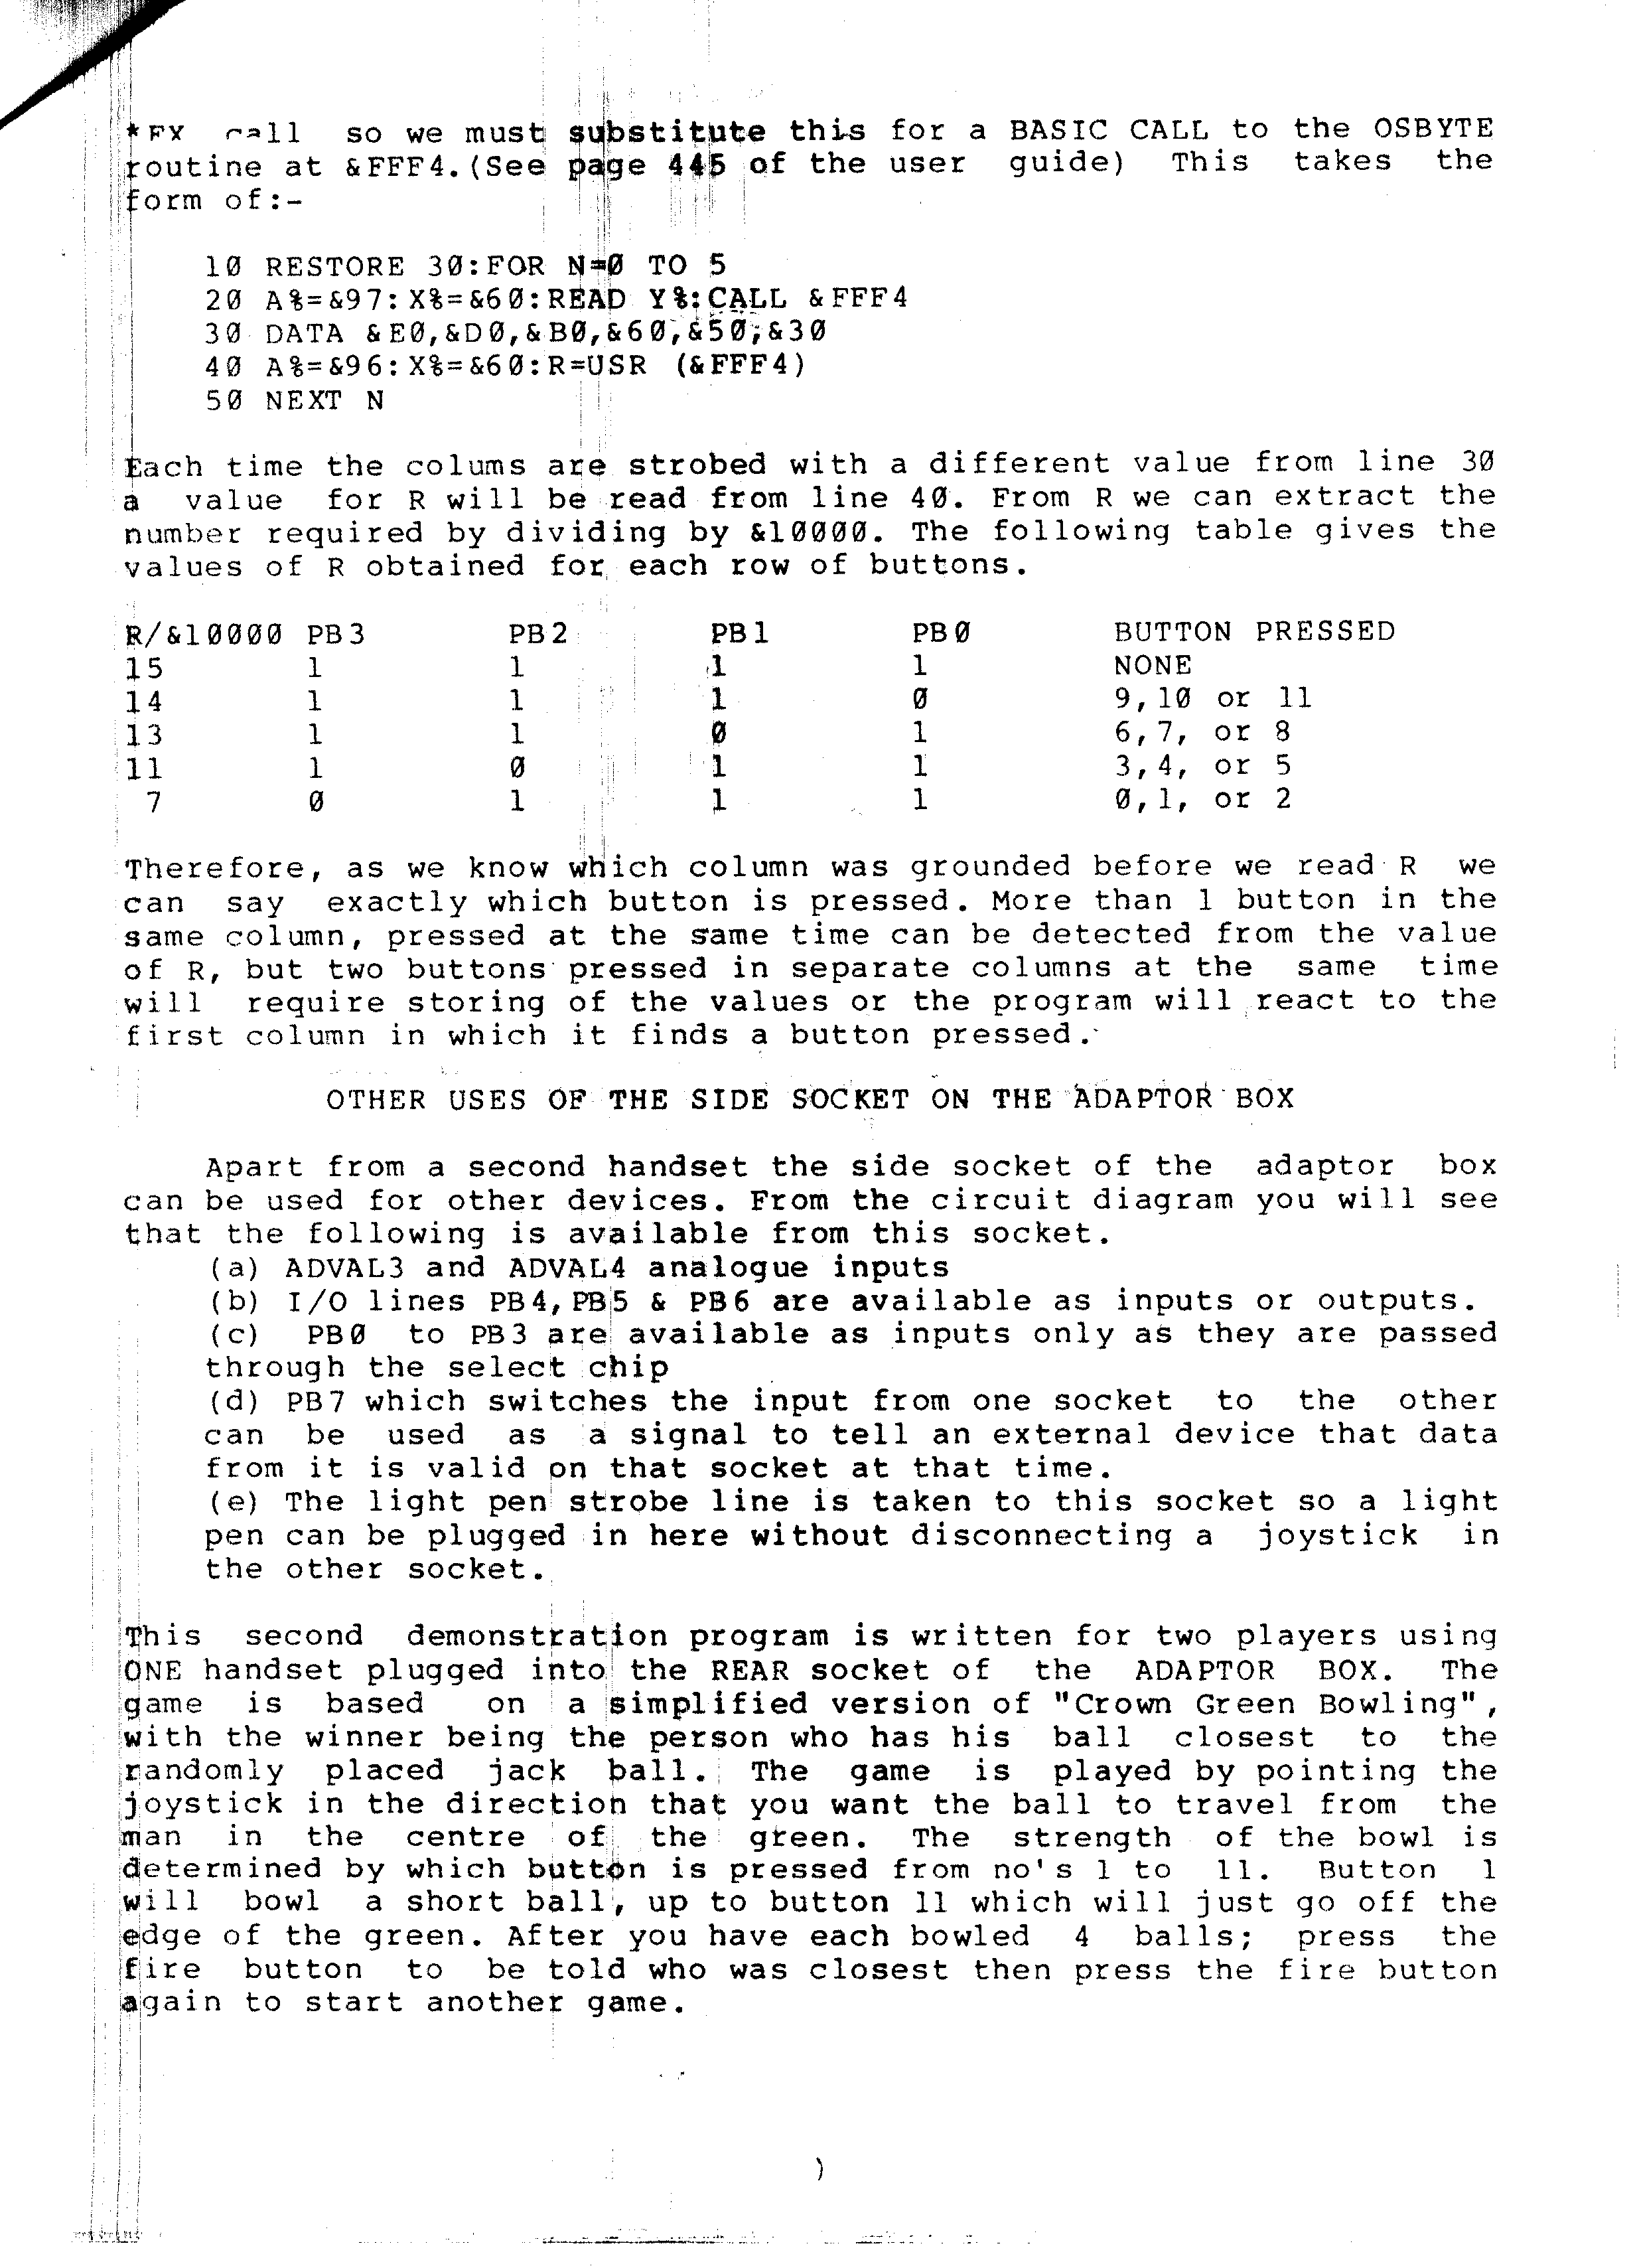 *FX call so we must substitute this for a BASIC CALL to the OSBYTE
routine at &FFF4.(See page 445 of the user guide) This takes the
form of:-
10 RESTORE 30:FOR N=0 TO 5
20 A%=&97:X%=&60:READ Y%:CALL &FFF4
30 DATA &E0,&D0,&B0,&60,&50,&30
40 A%=&96:X%=&60:R=USR (&FFF4)
50 NEXT N
Each time the colums are strobed with a different value from line 30
a value for R will be read from line 40. From R we can extract the
number required by dividing by &10000. The following table gives the
values of R obtained for each row of buttons.
R/&10000 PB3 PB2 PB1 PB0 BUTTON PRESSED
15 1 1 1 1 NONE
14 1 1 1 0 9,10 or 11
13 1 1 0 1 6,7, or 8
11 1 0 1 1 3,4, or 5
7 0 1 1 1 0,1, or 2
Therefore, as we know which column was grounded before we read R we
can say exactly which button is pressed. More than 1 button in the
same column, pressed at the same time can be detected from the value
of R, but two buttons pressed in separate columns at the same time
will require storing of the values or the program will react to the
first column in which it finds a button pressed.
OTHER USES OF THE SIDE SOCKET ON THE ADAPTOR BOX
Apart from a second handset the side socket of the adaptor box
can be used for other devices. From the circuit diagram you will see
that the following is available from this socket.
(a) ADVAL3 and ADVAL4 analogue inputs
(b) I/O lines PB4,PB5 & PB6 are available as inputs or outputs.
(c) PB0 to PB3 are available as inputs only as they are passed
through the select chip
(d) PB7 which switches the input from one socket to the other
can be used as a signal to tell an external device that data
from it is valid on that socket at that time.
(e) The light pen strobe line is taken to this socket so a light
pen can be plugged in here without disconnecting a joystick in
the other socket.
This second demonstration program is written for two players using
ONE handset plugged into the REAR socket of the ADAPTOR BOX. The
game is based on a simplified version of "Crown Green Bowling",
with the winner being the person who has his ball closest to the
randomly placed jack ball. The game is played by pointing the
joystick in the direction that you want the ball to travel from the
man in the centre of the green. The strength of the bowl is
determined by which button is pressed from no's 1 to 11. Button 1
will bowl a short ball, up to button 11 which will just go off the
edge of the green. After you have each bowled 4 balls; press the
fire button to be told who was closest then press the fire button
again to start another game.